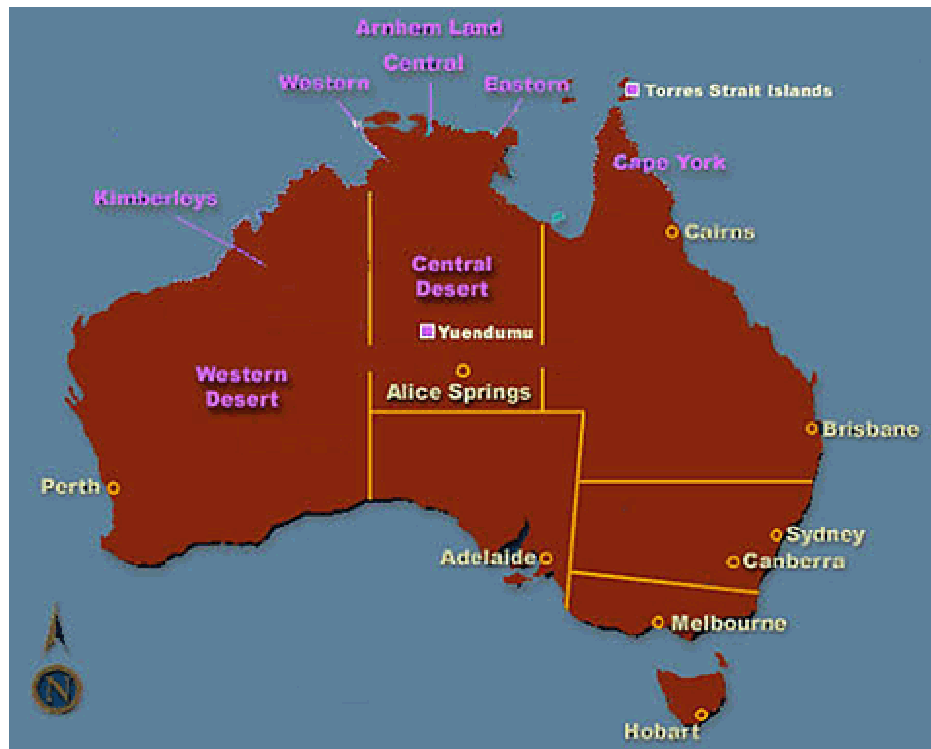 Arnhem Land
Central
Western
Eastern
Torres Strait Islands
Cape York
Kimberleys
Cairns
Central
Desert
Yuendumu
Western
Desert
Alice Springs
Brisbane
Perth
Sydney
Adelaide
Canberra
Melbourne
N
Hobart